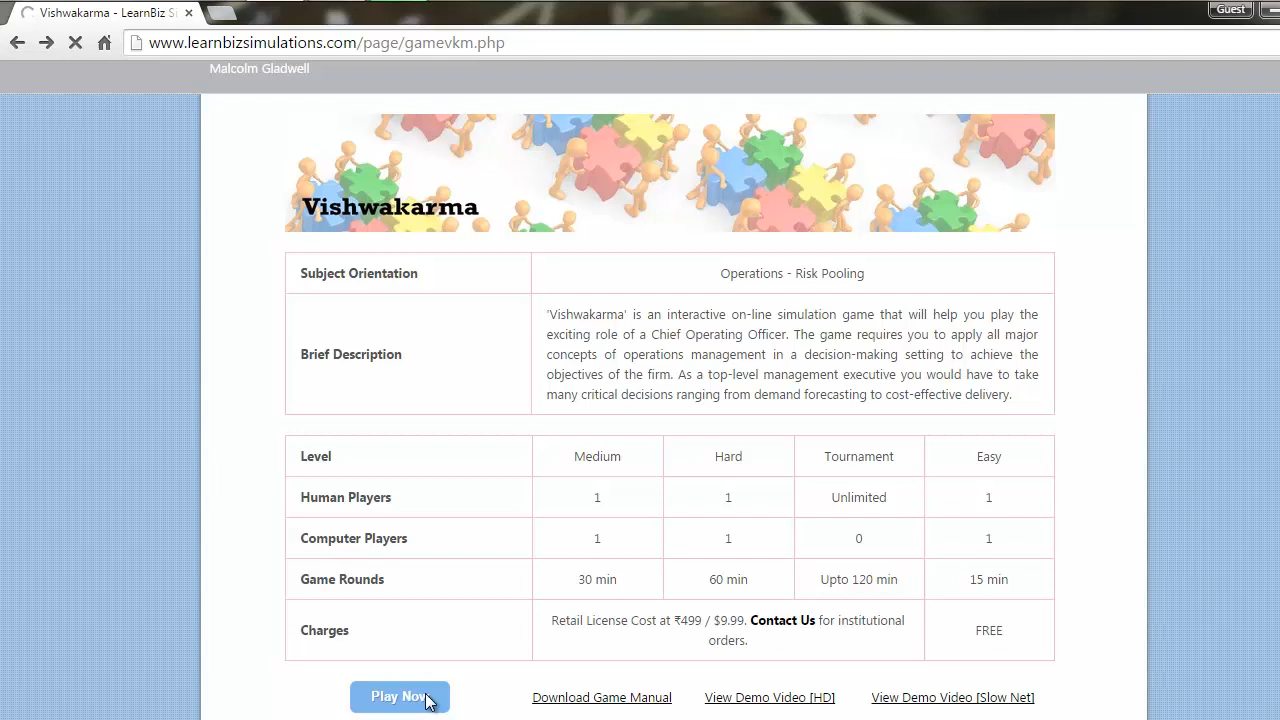 Vishwakarma - LearnBiz Si
Guest
www.learnbizsimulations.com/page/gamevkm.php
Malcolm Gladwell
Vishwakarma
Subject Orientation
Operations - Risk Pooling
Brief Description
'Vishwakarma' is an interactive on-line simulation game that will help you play the
exciting role of a Chief Operating Officer. The game requires you to apply all major
concepts of operations management in a decision-making setting to achieve the
objectives of the firm. As a top-level management executive you would have to take
many critical decisions ranging from demand forecasting to cost-effective delivery.
Level Medium Hard Tournament Easy
Human Players 1 1 Unlimited 1
Computer Players 1 1 0 1
Game Rounds 30 min 60 min Upto 120 min 15 min
Charges
Retail License Cost at ₹499 / $9.99. Contact Us for institutional
orders.
FREE
Play Now
Download Game Manual View Demo Video [HD] View Demo Video [Slow Net]